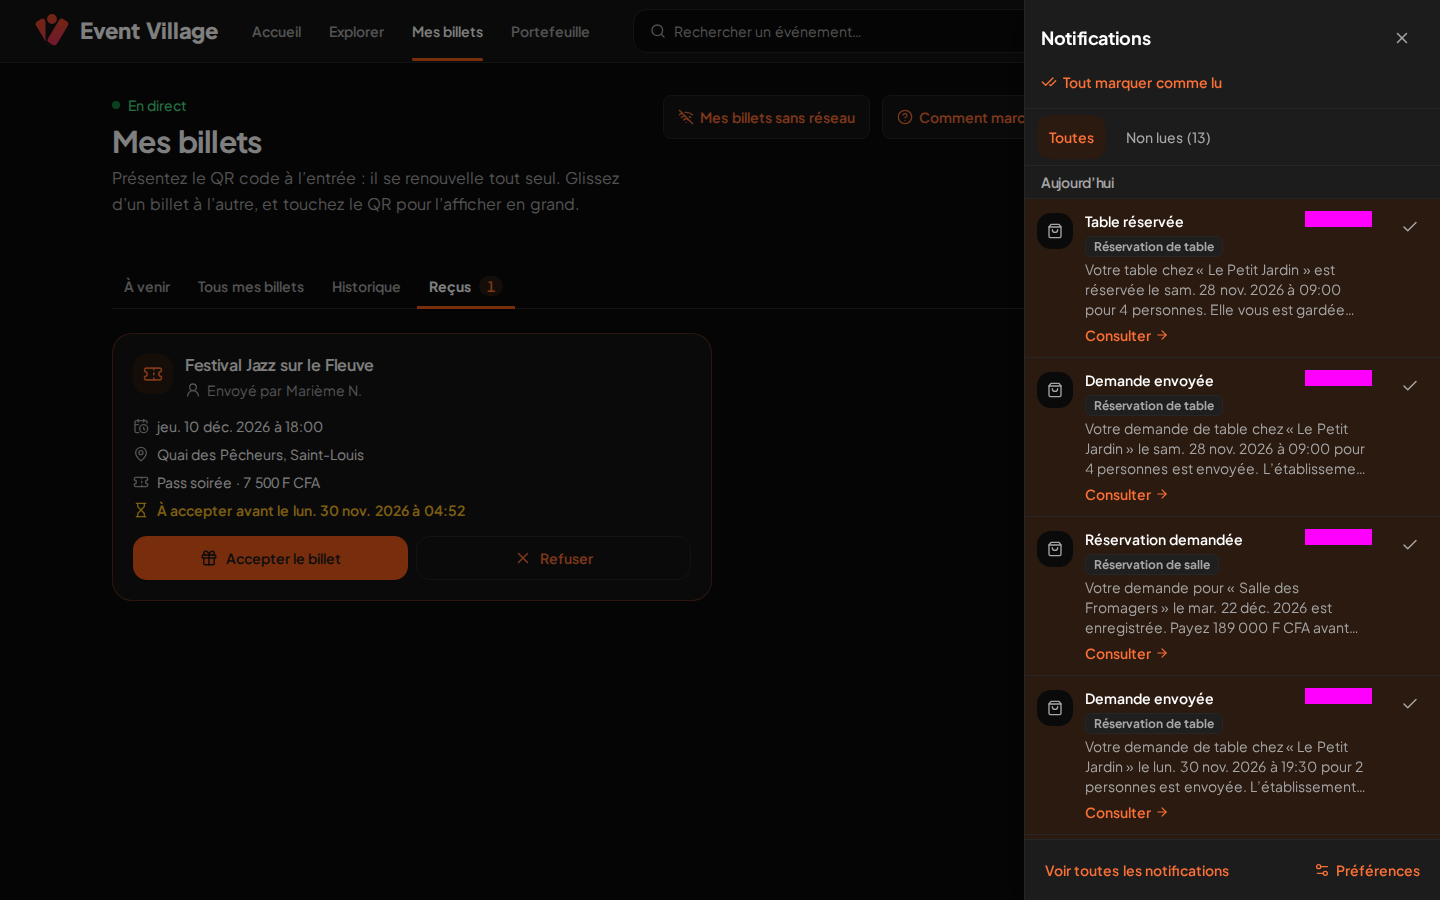 Event Village
Accueil
Explorer
Mes billets
Portefeuille
Rechercher un événement…
En direct
Mes billets
Présentez le QR code à l'entrée : il se renouvelle tout seul. Glissez
d'un billet à l'autre, et touchez le QR pour l'afficher en grand.
Mes billets sans réseau
Comment marc
À venir
Tous mes billets
Historique
Reçus 1
Festival Jazz sur le Fleuve
Envoyé par Marième N.
jeu. 10 déc. 2026 à 18:00
Quai des Pêcheurs, Saint-Louis
Pass soirée · 7 500 F CFA
À accepter avant le lun. 30 nov. 2026 à 04:52
Accepter le billet
Refuser
Notifications
Tout marquer comme lu
Toutes
Non lues (13)
Aujourd'hui
Table réservée
Réservation de table
Votre table chez « Le Petit Jardin » est
réservée le sam. 28 nov. 2026 à 09:00
pour 4 personnes. Elle vous est gardée…
Consulter →
Demande envoyée
Réservation de table
Votre demande de table chez « Le Petit
Jardin » le sam. 28 nov. 2026 à 09:00 pour
4 personnes est envoyée. L'établisseme…
Consulter →
Réservation demandée
Réservation de salle
Votre demande pour « Salle des
Fromagers » le mar. 22 déc. 2026 est
enregistrée. Payez 189 000 F CFA avant…
Consulter →
Demande envoyée
Réservation de table
Votre demande de table chez « Le Petit
Jardin » le lun. 30 nov. 2026 à 19:30 pour 2
personnes est envoyée. L'établissement…
Consulter →
Voir toutes les notifications
Préférences